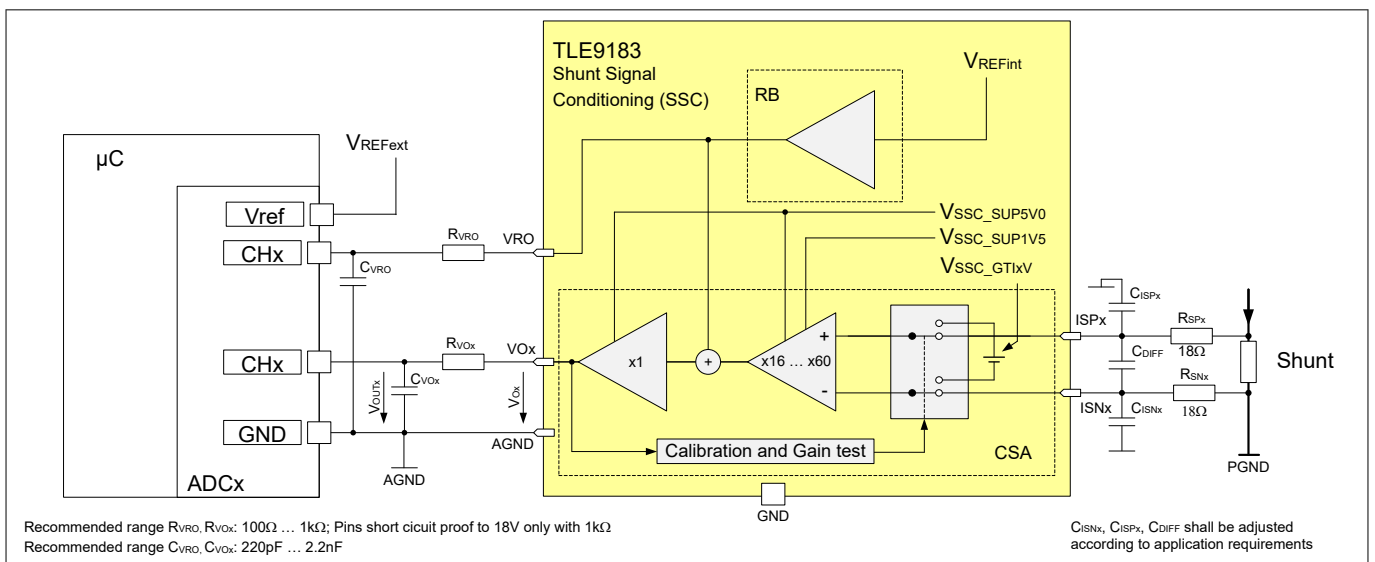 TLE9183
Shunt Signal
Conditioning (SSC)
VREFint
RB
µC
VREFext
Vref
CHx
RVRO
VRO
CVRO
VSSC_SUP5V0
VSSC_SUP1V5
VSSC_GTIxV
CISPx
ISPx
RSPx
18Ω
CDIFF
Shunt
RSNx
18Ω
ISNx
CISNx
PGND
CHx
RVOx
VOx
CVOx
VOUTx
VOx
x1
+
x16 ... x60
+
-
GND
AGND
AGND
Calibration and Gain test
CSA
ADCx
GND
Recommended range RVRO, RVOx: 100Ω … 1kΩ; Pins short cicuit proof to 18V only with 1kΩ
Recommended range CVRO, CVOx: 220pF … 2.2nF
CISNx, CISPx, CDIFF shall be adjusted
according to application requirements